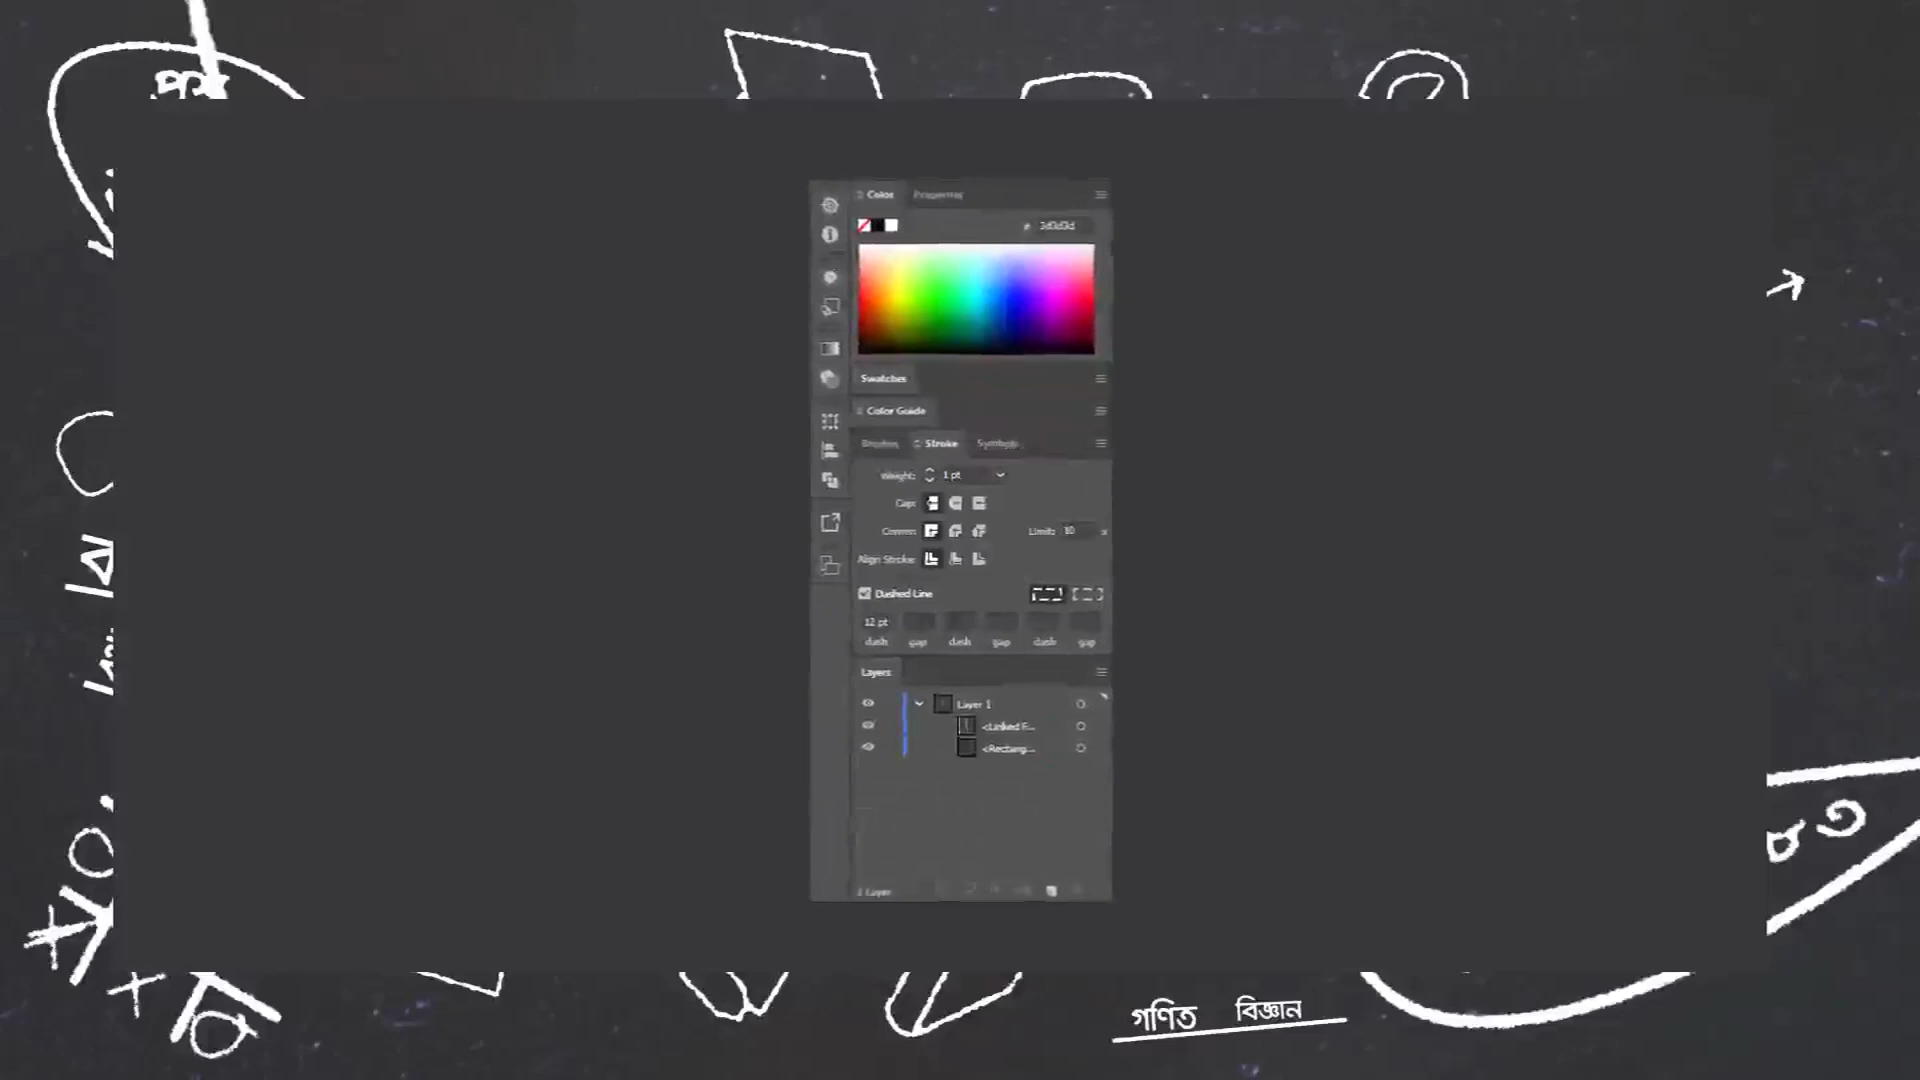 Color Properties
# 3d3d3d
Swatches
Color Guide
Brushes Stroke Symbols
Weight: 1 pt
Cap:
Corner: Limit: 10 x
Align Stroke:
Dashed Line
12 pt
dash gap dash gap dash gap
Layers
Layer 1
<Linked F...
<Rectang...
1 Layer
গণিত বিজ্ঞান